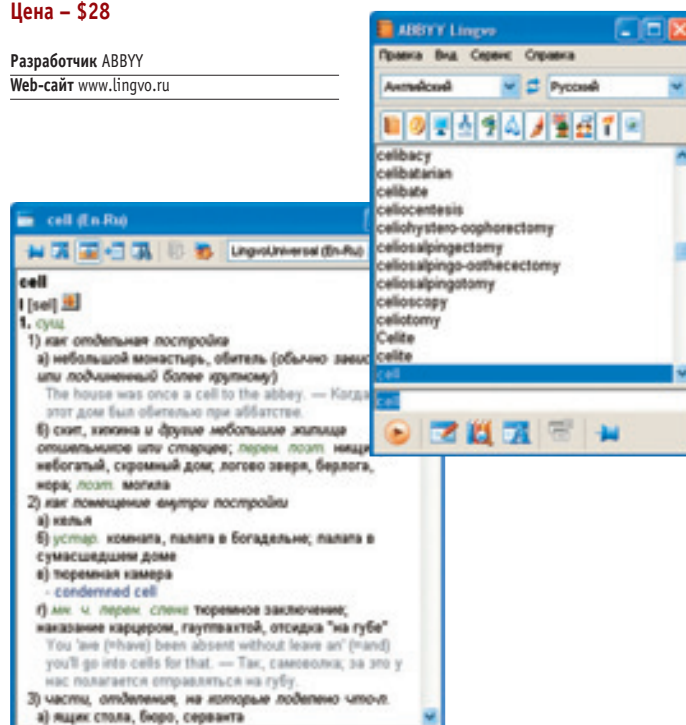 Цена – $28
Разработчик ABBYY
Web-сайт www.lingvo.ru
ABBYY Lingvo
Правка Вид Сервис Справка
Английский Русский
celibacy
celibatarian
celibate
celiocentesis
celiohystero-oophorectomy
celiosalpingectomy
celiosalpingo-oothecectomy
celiosalpingotomy
celioscopy
celiotomy
Celite
celite
cell
cell
cell (En-Ru)
LingvoUniversal (En-Ru)
cell
I [sel]
1. сущ.
1) как отдельная постройка
а) небольшой монастырь, обитель (обычно
или подчиненный более крупному)
The house was once a cell to the abbey. — Когда
этот дом был обителью при аббатстве.
б) скит, хижина и другие небольшие жилища
отшельников или старцев; перен. поэт.
небогатый, скромный дом; логово зверя, берлога,
нора; поэт. могила
2) как помещение внутри постройки
а) келья
б) устар. комната, палата в богадельне; палата в
сумасшедшем доме
в) тюремная камера
- condemned cell
г) мн. ч. перен. сленг тюремное заключение;
наказание карцером, гауптвахтой, отсидка "на губе"
You 'ave (=have) been absent without leave an' (=and)
you'll go into cells for that. — Так, самоволка; за это у
нас полагается отправляться на губу.
3) части, отделения, на которые поделено что-л.
а) ящик стола, бюро, серванта